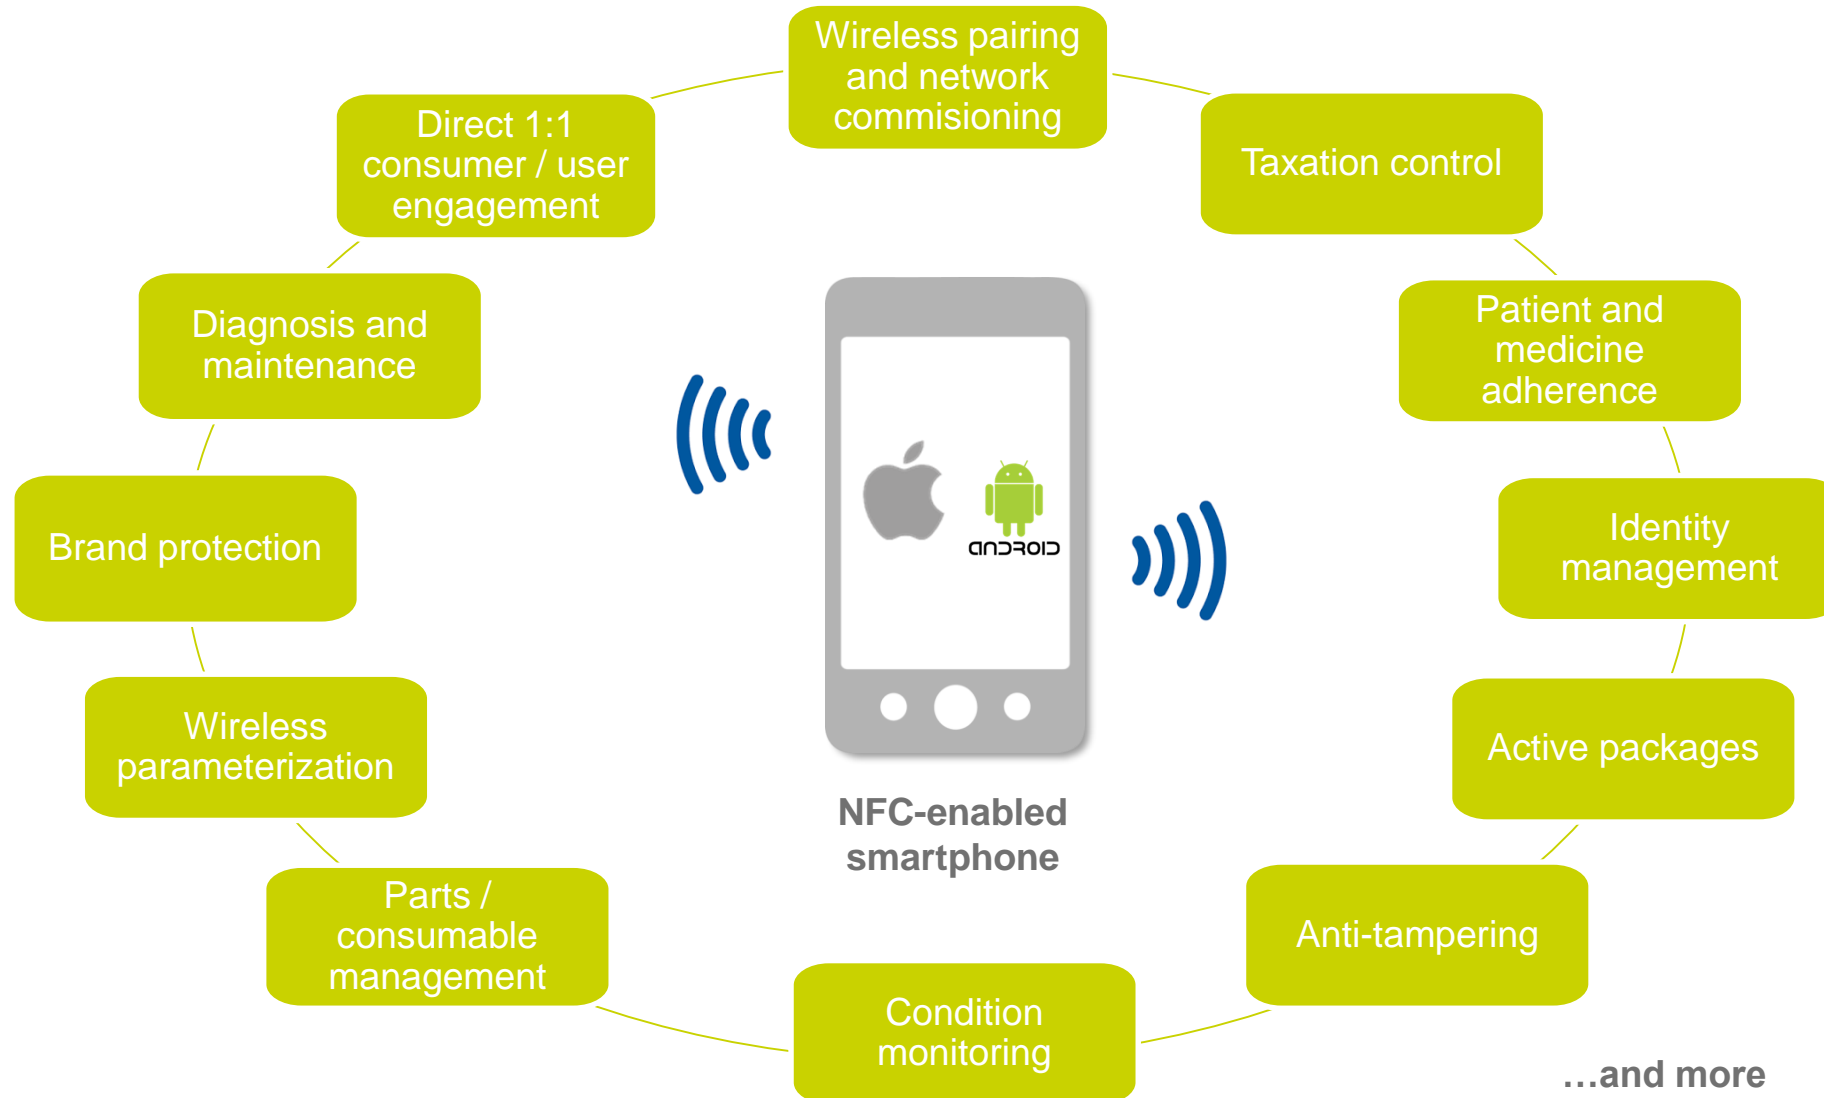 Wireless pairing
and network
commisioning
Taxation control
Patient and
medicine
adherence
Identity
management
Active packages
Anti-tampering
Condition
monitoring
Parts /
consumable
management
Wireless
parameterization
Brand protection
Diagnosis and
maintenance
Direct 1:1
consumer / user
engagement
ANDROID
NFC-enabled
smartphone
…and more